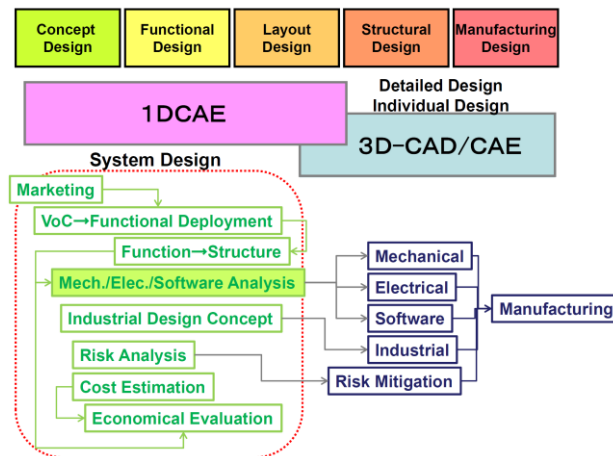 Concept
Design
Functional
Design
Layout
Design
Structural
Design
Manufacturing
Design
Detailed Design
Individual Design
1DCAE
3D-CAD/CAE
System Design
Marketing
VoC→Functional Deployment
Function→Structure
Mech./Elec./Software Analysis
Industrial Design Concept
Risk Analysis
Cost Estimation
Economical Evaluation
Mechanical
Electrical
Software
Industrial
Risk Mitigation
Manufacturing